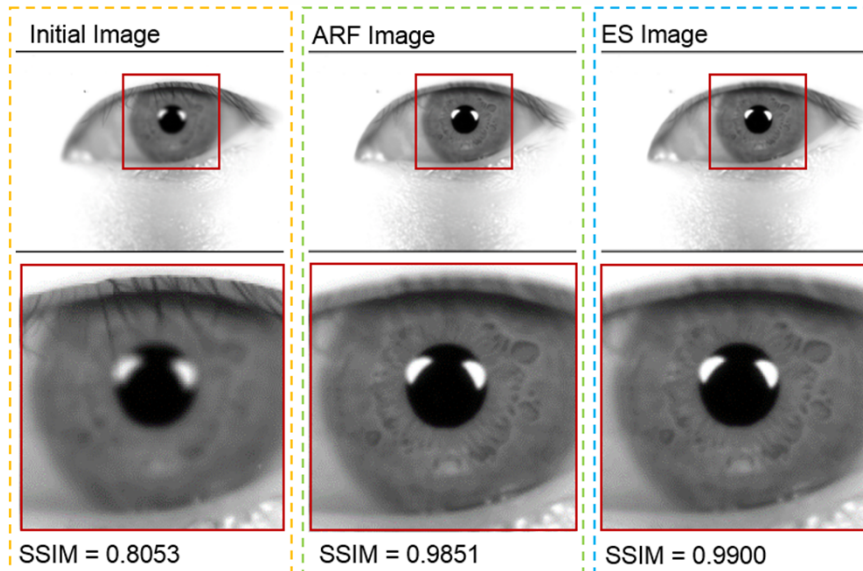 Initial Image
ARF Image
ES Image
SSIM = 0.8053
SSIM = 0.9851
SSIM = 0.9900